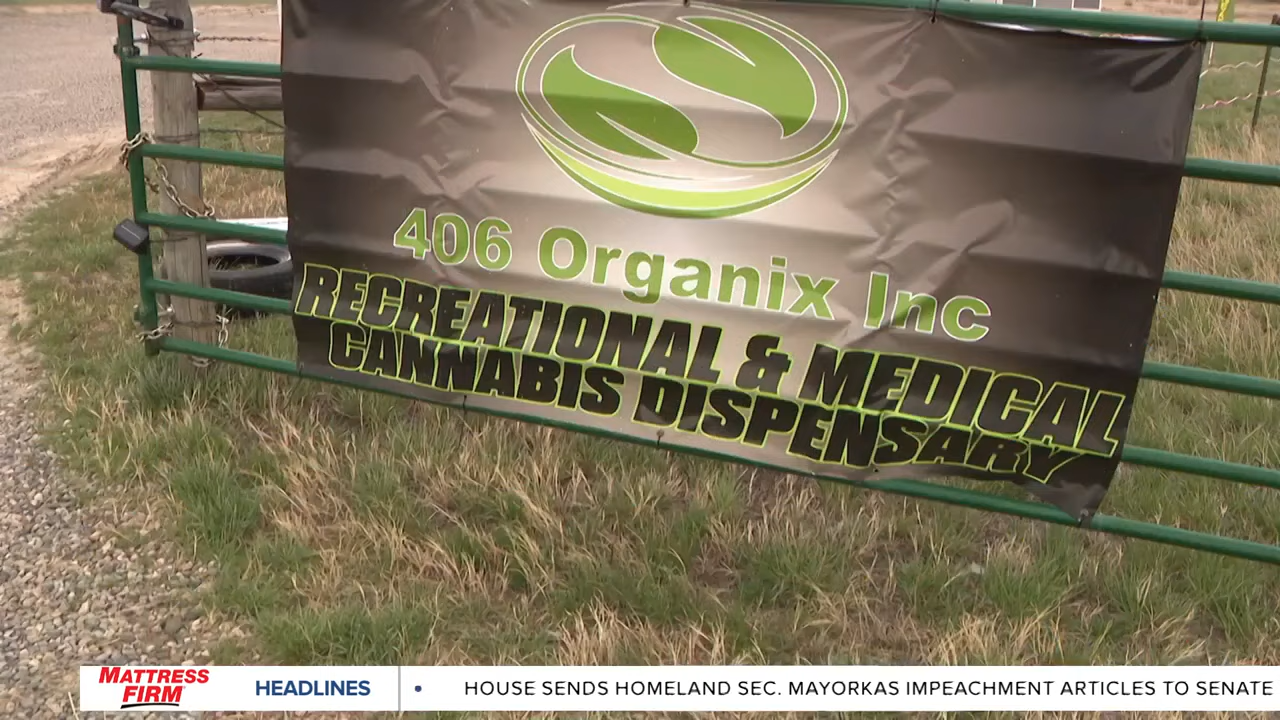 406 Organix Inc
RECREATIONAL & MEDICAL
CANNABIS DISPENSARY
MATTRESS
FIRM
HEADLINES
• HOUSE SENDS HOMELAND SEC. MAYORKAS IMPEACHMENT ARTICLES TO SENATE